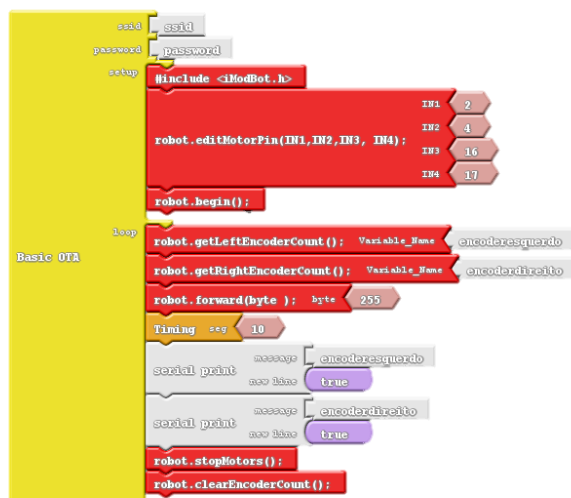 ssid ssid
password password
setup
#include <iModBot.h>
IN1 2
IN2 4
robot.editMotorPin(IN1,IN2,IN3, IN4);
IN3 16
IN4 17
robot.begin();
loop
robot.getLeftEncoderCount(); Variable_Name encoderesquerdo
Basic OTA
robot.getRightEncoderCount(); Variable_Name encoderdireito
robot.forward(byte ); byte 255
Timing seg 10
message encoderesquerdo
serial print
new line true
message encoderdireito
serial print
new line true
robot.stopMotors();
robot.clearEncoderCount();